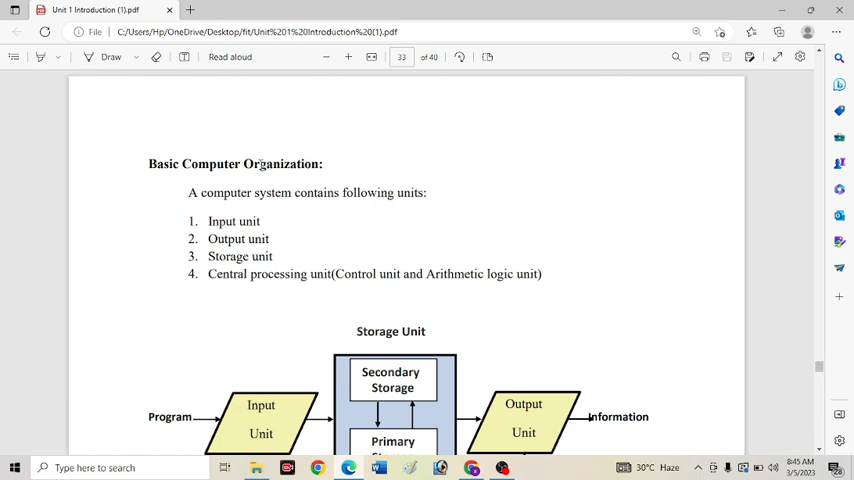 Unit 1 Introduction (1).pdf
File
C:/Users/Hp/OneDrive/Desktop/fit/Unit%201%20Introduction%20(1).pdf
Draw
Read aloud
33
of 40
Basic Computer Organization:
A computer system contains following units:
1. Input unit
2. Output unit
3. Storage unit
4. Central processing unit(Control unit and Arithmetic logic unit)
Storage Unit
Secondary
Storage
Program
Input
Unit
Output
Unit
Information
Primary
Type here to search
30°C Haze
8:45 AM
3/5/2023